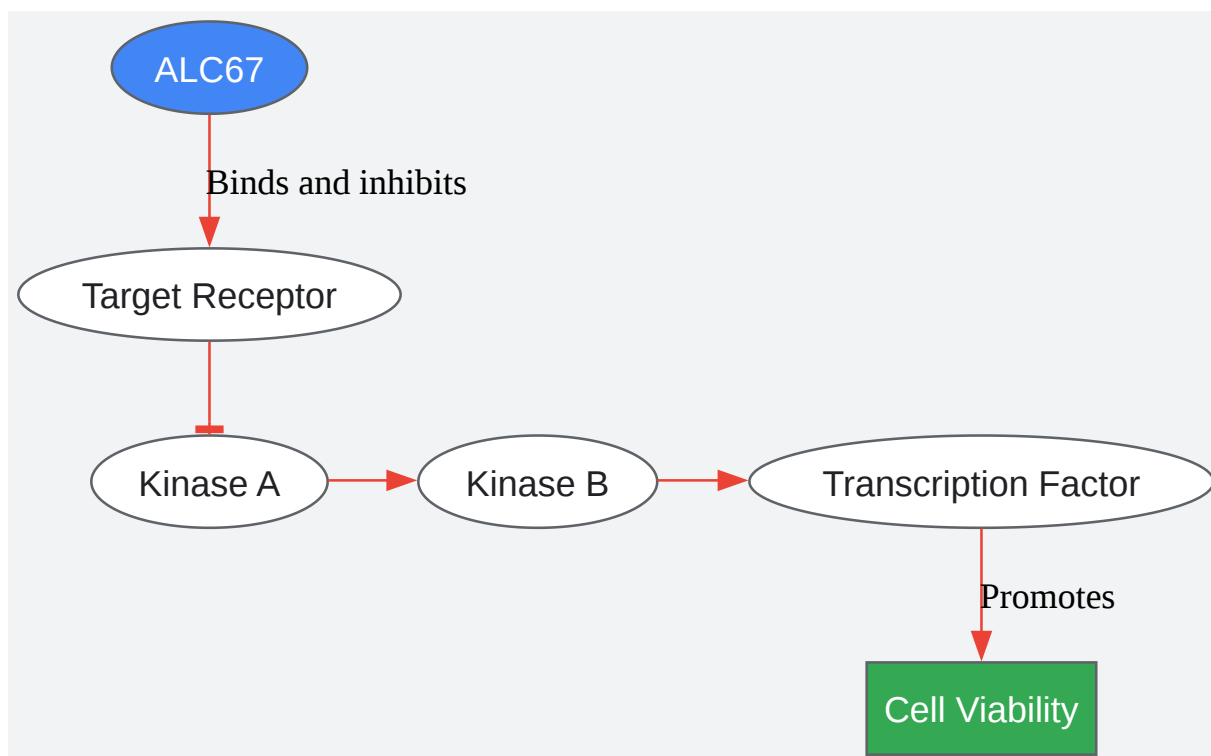 ALC67
Binds and inhibits
Target Receptor
Kinase A
Kinase B
Transcription Factor
Promotes
Cell Viability